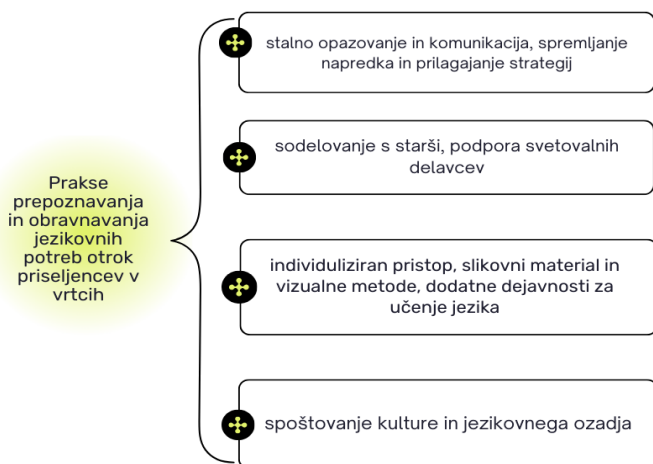 Prakse
prepoznavanja
in obravnavanja
jezikovnih
potreb otrok
priseljencev v
vrtcih
stalno opazovanje in komunikacija, spremljanje
napredka in prilagajanje strategij
sodelovanje s starši, podpora svetovalnih
delavcev
individuliziran pristop, slikovni material in
vizualne metode, dodatne dejavnosti za
učenje jezika
spoštovanje kulture in jezikovnega ozadja